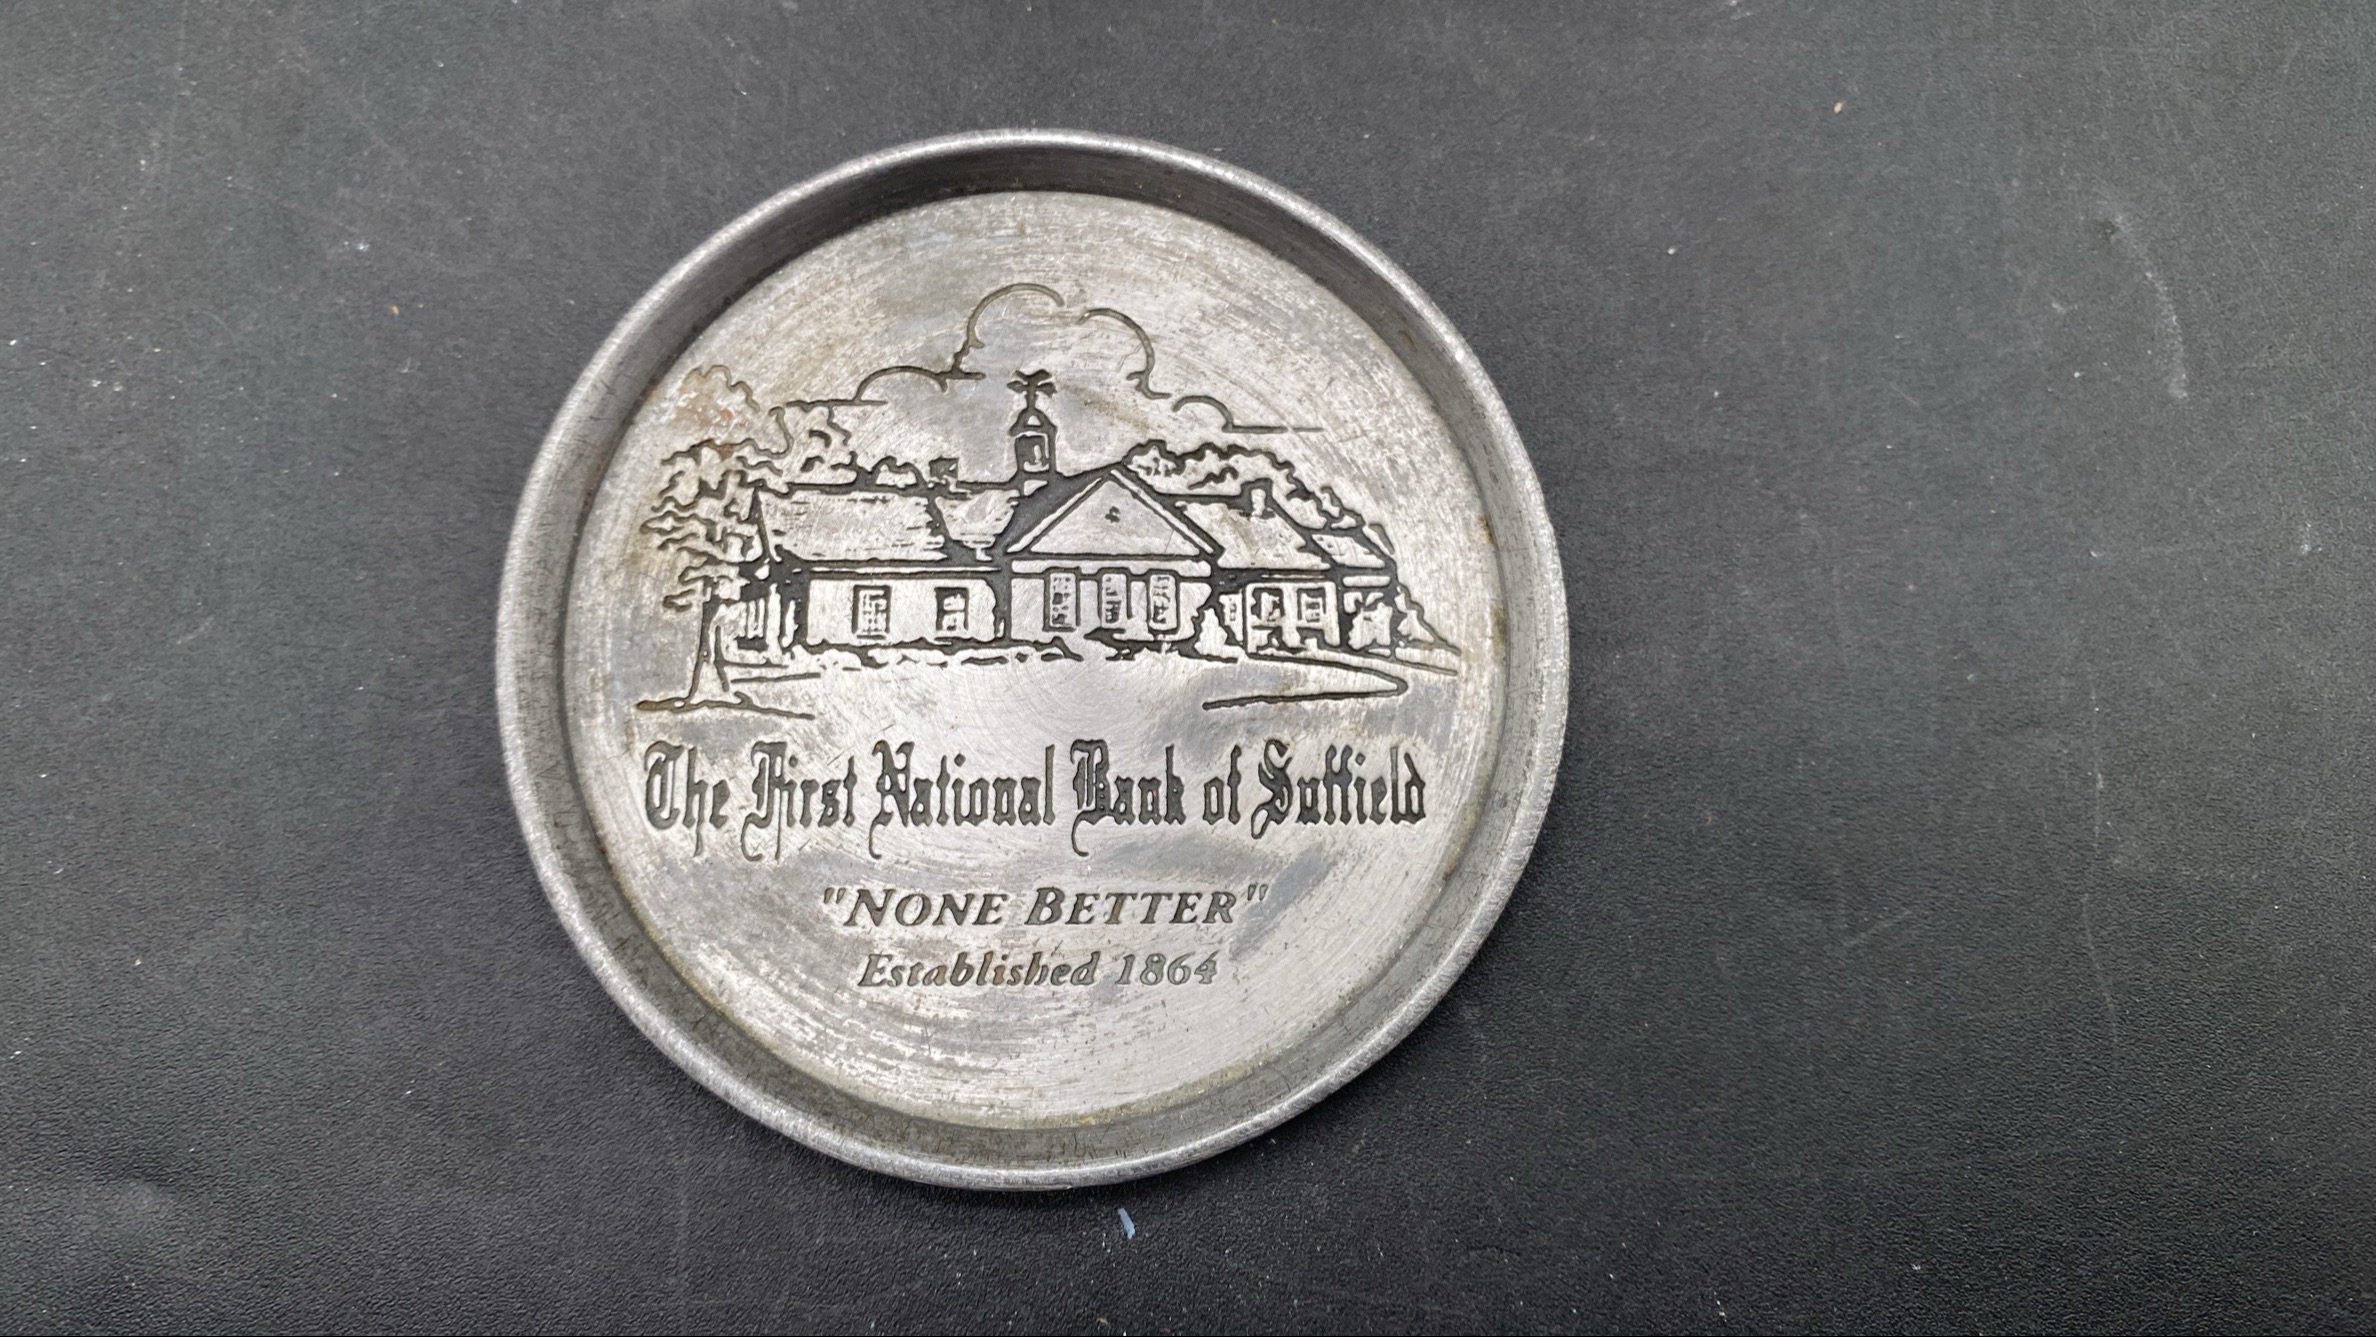 The First National Bank of Suffield
"NONE BETTER"
Established 1864